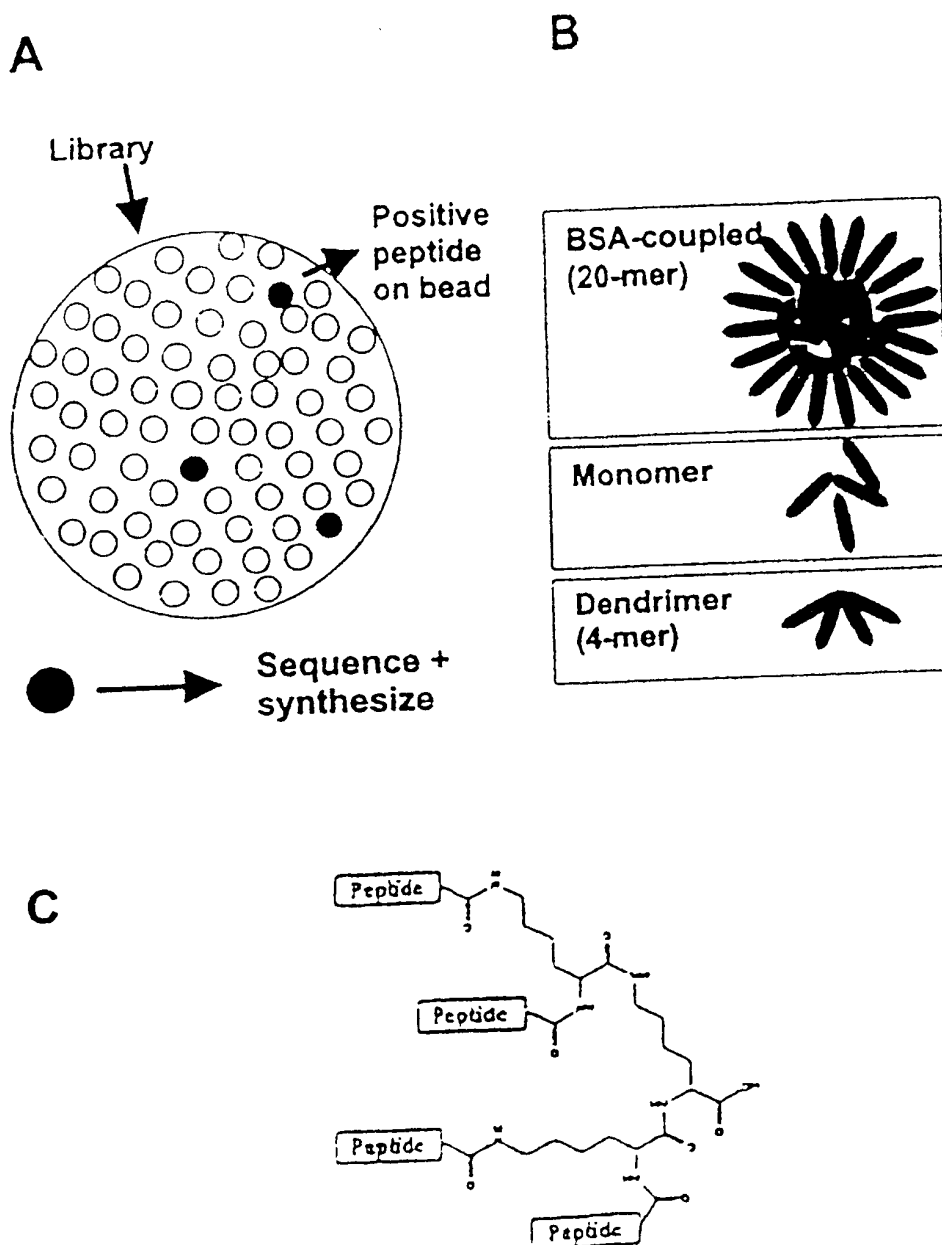 A
B
Library
Positive
peptide
on bead
Sequence +
synthesize
BSA-coupled
(20-mer)
Monomer
Dendrimer
(4-mer)
C
Peptide
Peptide
Peptide
Peptide